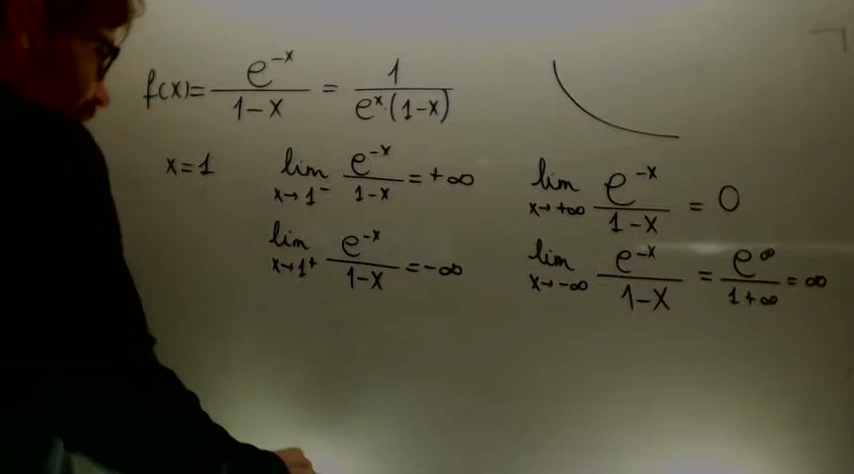 f(x)= e^{-x}/(1-x) = 1/(e^x·(1-x))
x=1
lim_{x→1^-} e^{-x}/(1-x) = +∞
lim_{x→1^+} e^{-x}/(1-x) = -∞
lim_{x→+∞} e^{-x}/(1-x) = 0
lim_{x→-∞} e^{-x}/(1-x) = e^∞/(1+∞) = ∞